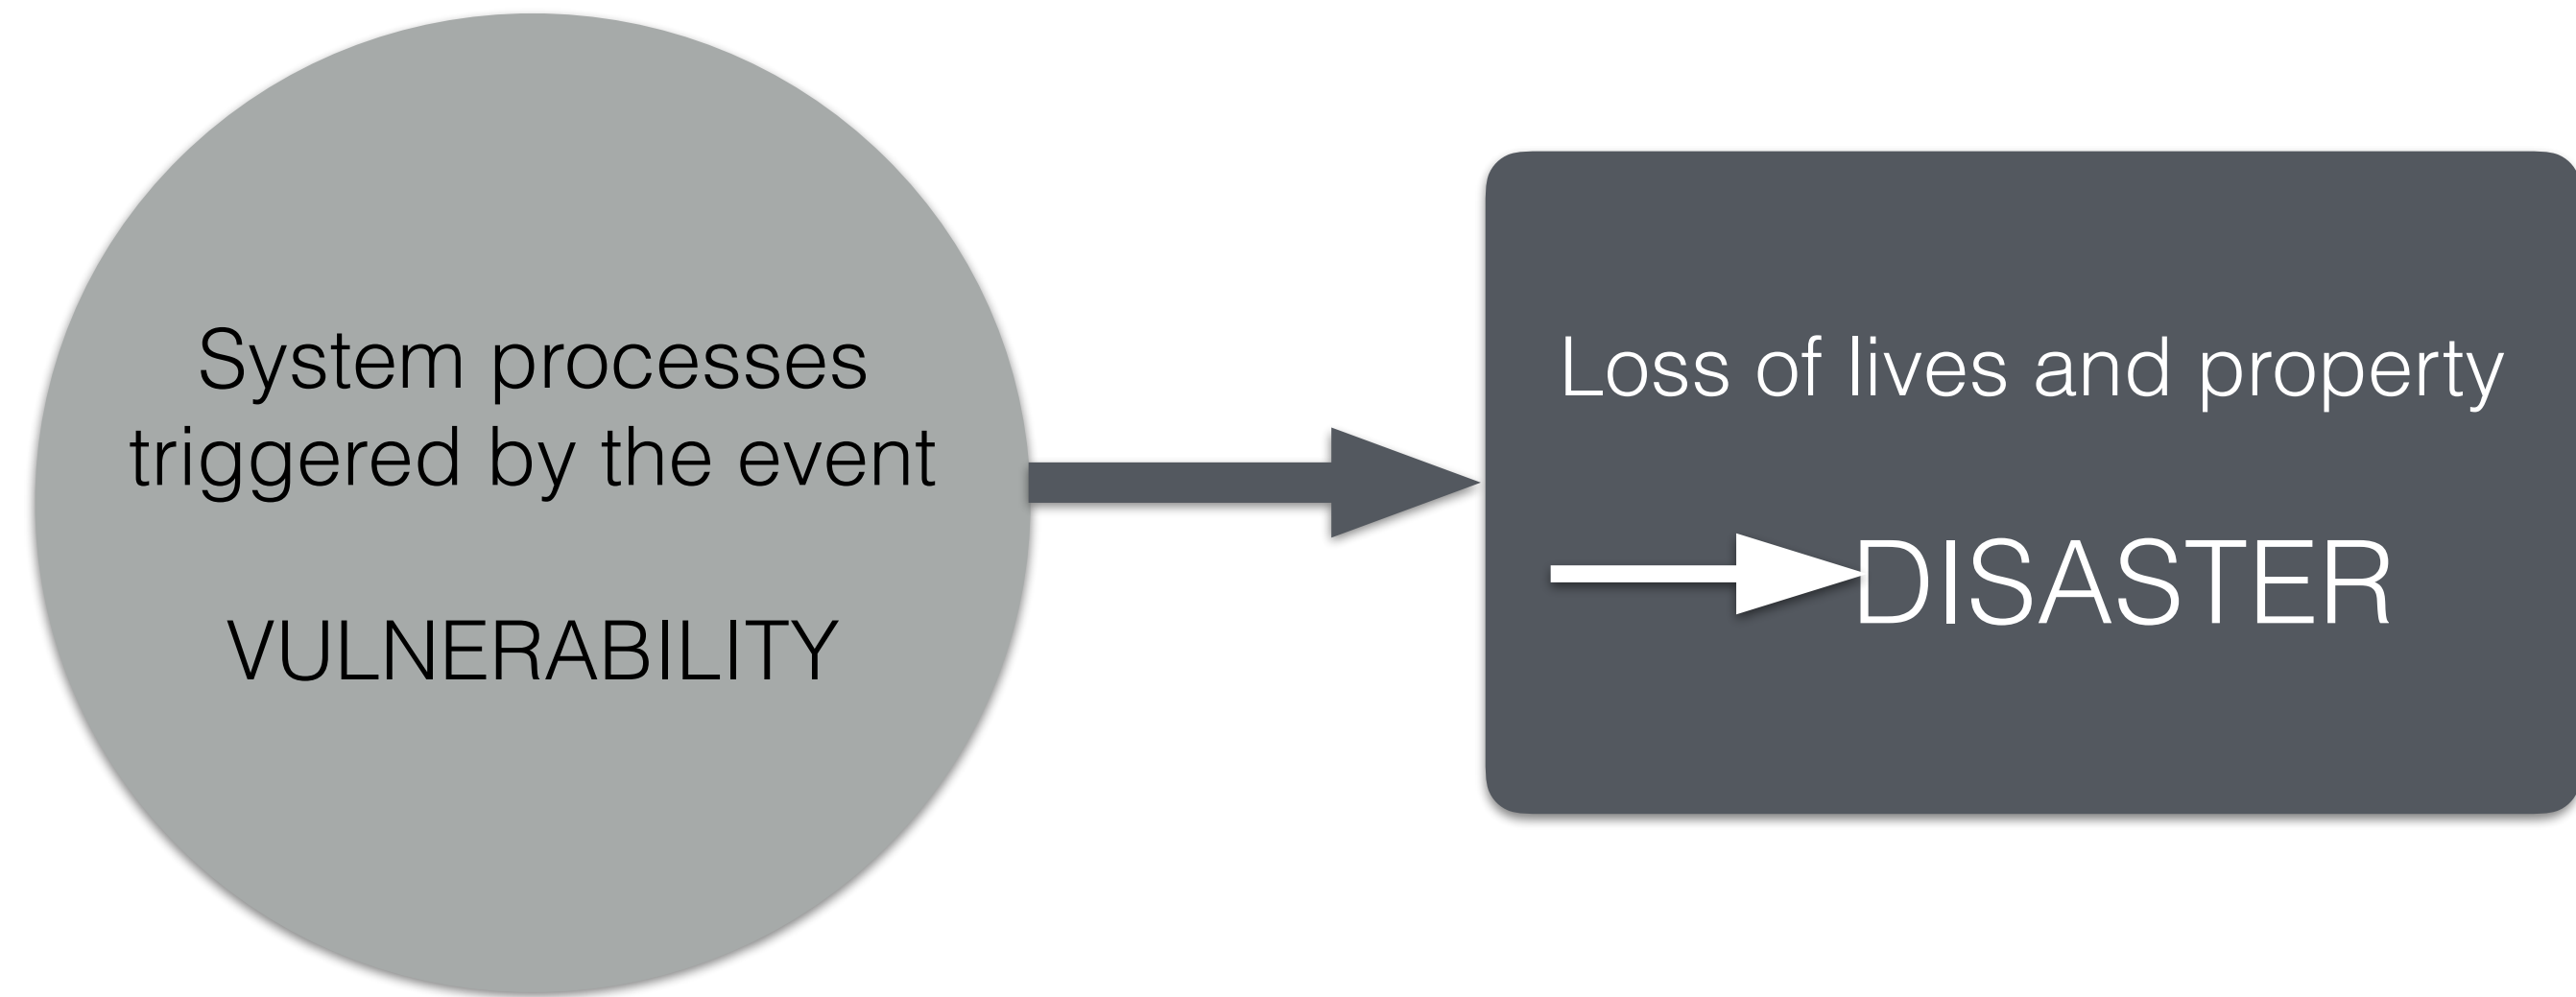 System processes
triggered by the event
VULNERABILITY
Loss of lives and property
DISASTER